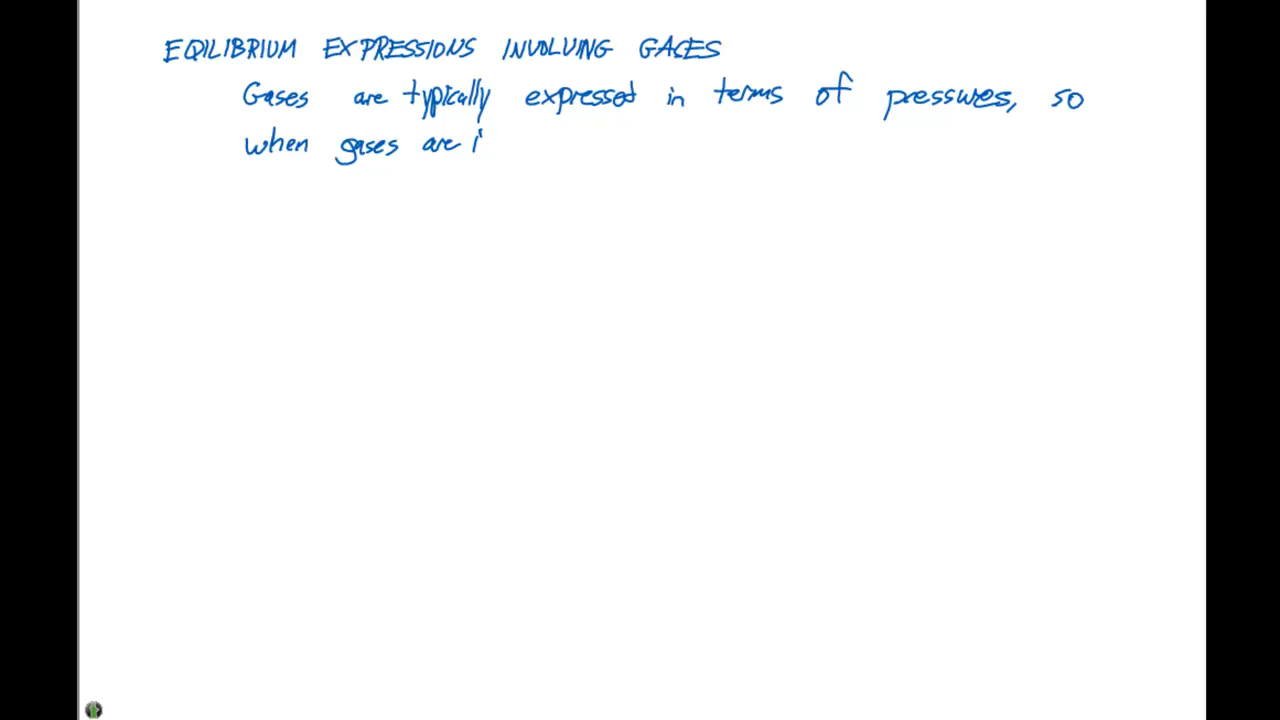 EQILIBRIUM EXPRESSIONS INVOLVING GASES
Gases are typically expressed in terms of pressures, so
when gases are i